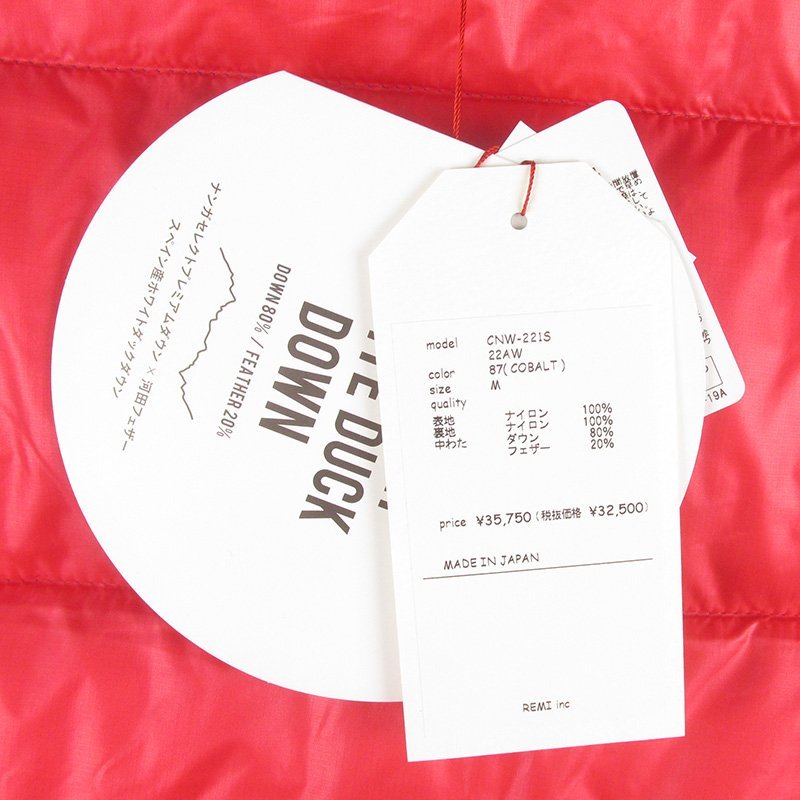 ナンガセレクトプレミアムダウン × 河田フェザー
スペイン産ホワイトダックダウン
DOWN 80% / FEATHER 20%
DUCK
DOWN
model CNW-221S
22AW
color 87( COBALT )
size M
quality
表地 ナイロン 100%
裏地 ナイロン 100%
中わた ダウン 80%
フェザー 20%
price ¥35,750 (税抜価格 ¥32,500)
MADE IN JAPAN
REMI inc
-19A